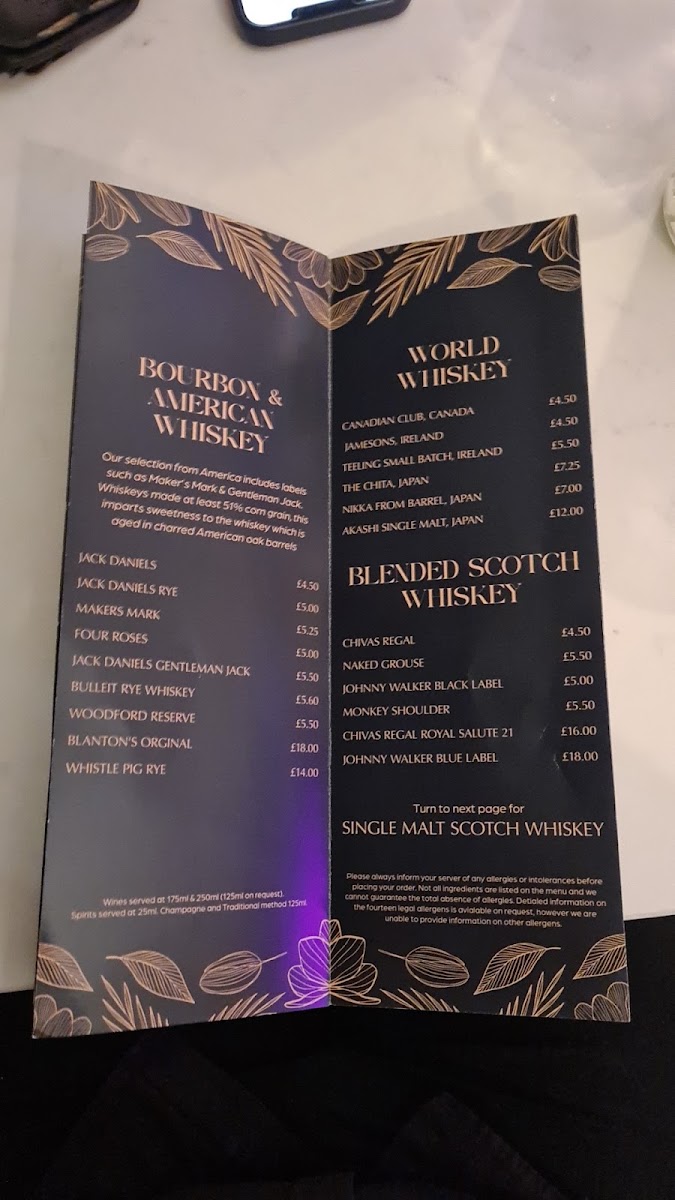 BOURBON &
AMERICAN
WHISKEY
Our selection from America includes labels
such as Maker's Mark & Gentleman Jack.
Whiskeys made at least 51% corn grain, this
imparts sweetness to the whiskey which is
aged in charred American oak barrels
JACK DANIELS £4.50
JACK DANIELS RYE £5.00
MAKERS MARK £5.25
FOUR ROSES £5.00
JACK DANIELS GENTLEMAN JACK £5.50
BULLEIT RYE WHISKEY £5.60
WOODFORD RESERVE £5.50
BLANTON'S ORGINAL £18.00
WHISTLE PIG RYE £14.00
Wines served at 175ml & 250ml (125ml on request).
Spirits served at 25ml. Champagne and Traditional method 125ml.
WORLD
WHISKEY
CANADIAN CLUB, CANADA £4.50
JAMESONS, IRELAND £4.50
TEELING SMALL BATCH, IRELAND £5.50
THE CHITA, JAPAN £7.25
NIKKA FROM BARREL, JAPAN £7.00
AKASHI SINGLE MALT, JAPAN £12.00
BLENDED SCOTCH
WHISKEY
CHIVAS REGAL £4.50
NAKED GROUSE £5.50
JOHNNY WALKER BLACK LABEL £5.00
MONKEY SHOULDER £5.50
CHIVAS REGAL ROYAL SALUTE 21 £16.00
JOHNNY WALKER BLUE LABEL £18.00
Turn to next page for
SINGLE MALT SCOTCH WHISKEY
Please always inform your server of any allergies or intolerances before
placing your order. Not all ingredients are listed on the menu and we
cannot guarantee the total absence of allergies. Detialed information on
the fourteen legal allergens is avialable on request, however we are
unable to provide information on other allergens.